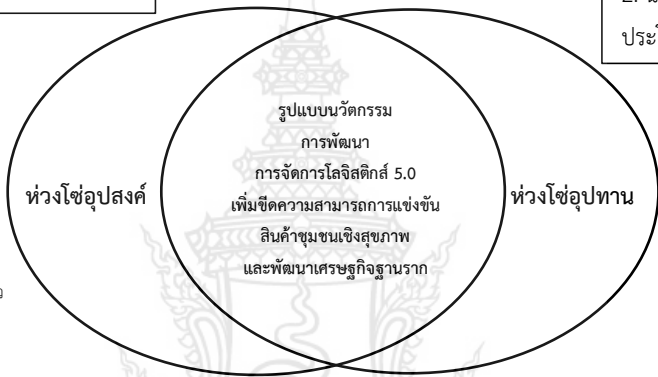 2. น
ประโ
รูปแบบนวัตกรรม
การพัฒนา
การจัดการโลจิสติกส์ 5.0
เพิ่มขีดความสามารถการแข่งขัน
สินค้าชุมชนเชิงสุขภาพ
และพัฒนาเศรษฐกิจฐานราก
ห่วงโซ่อุปสงค์
ห่วงโซ่อุปทาน